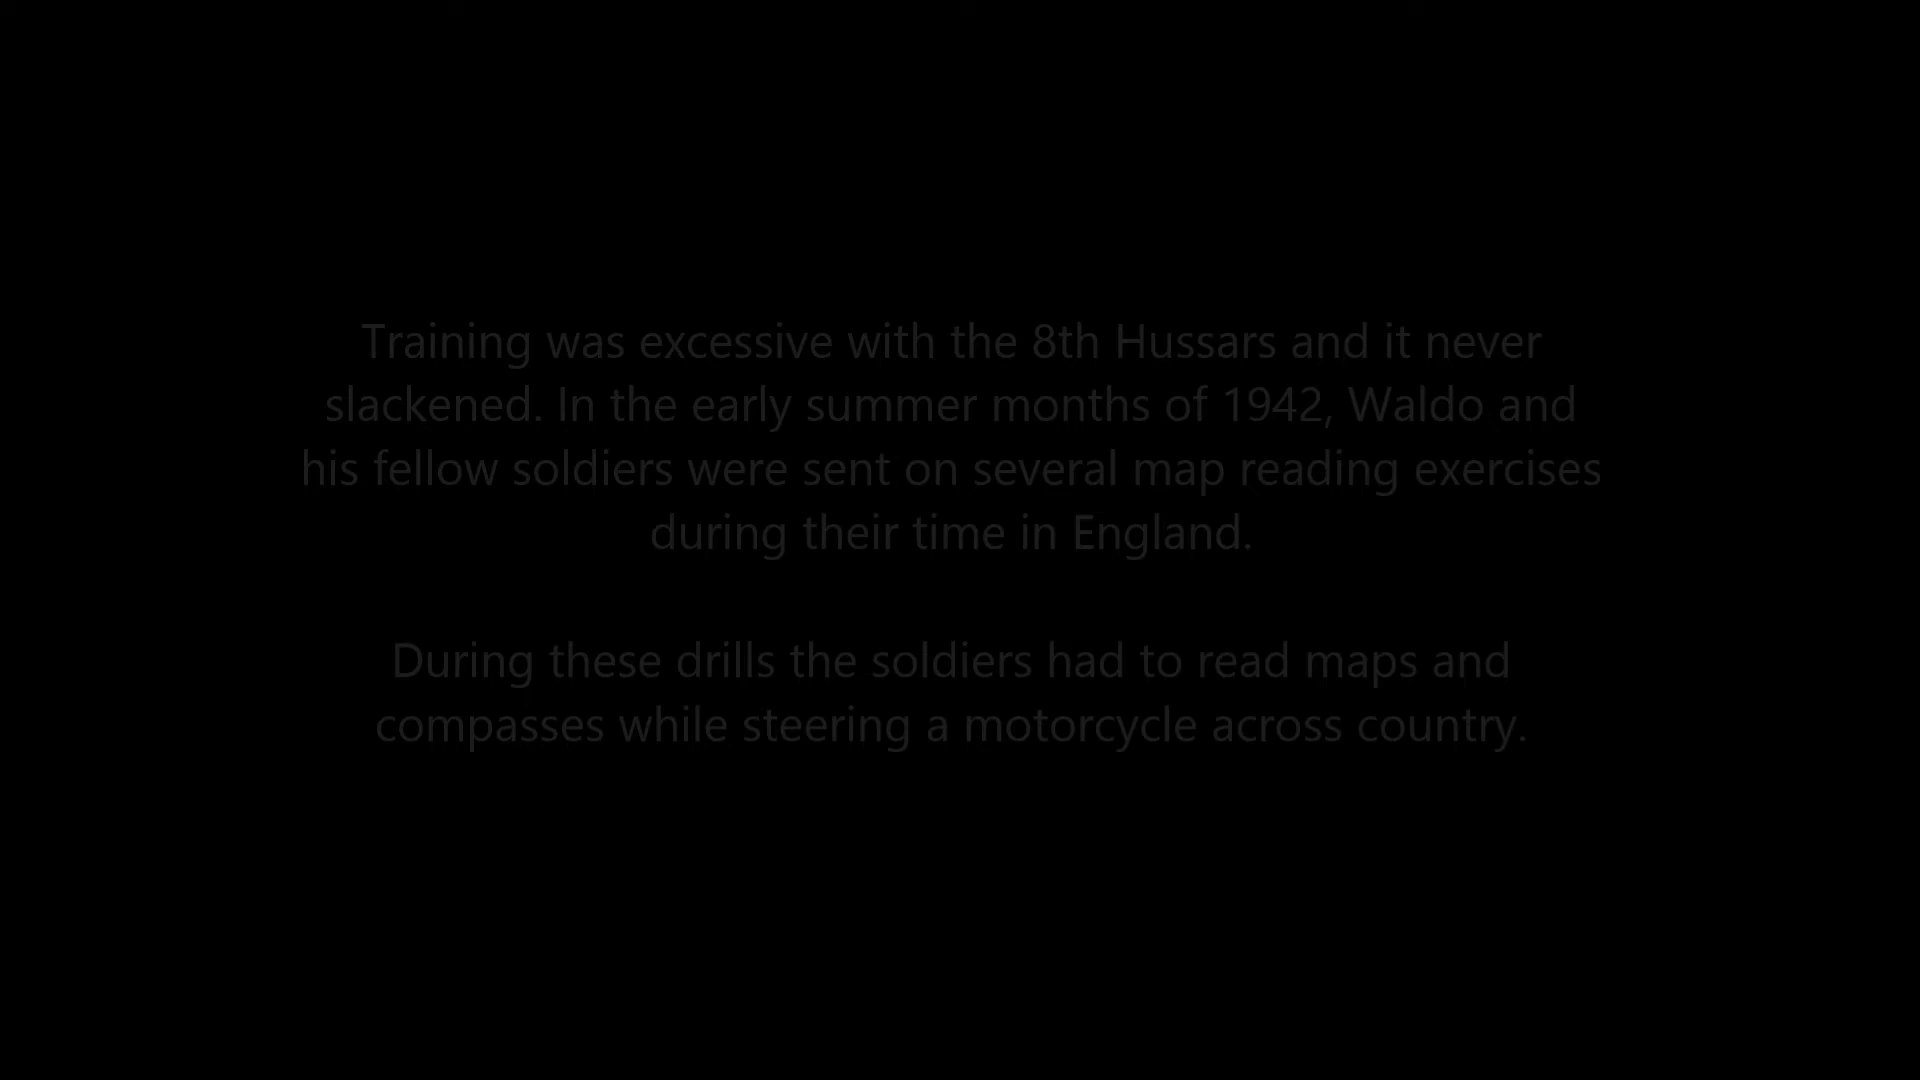 Training was excessive with the 8th Hussars and it never
slackened. In the early summer months of 1942, Waldo and
his fellow soldiers were sent on several map reading exercises
during their time in England.
During these drills the soldiers had to read maps and
compasses while steering a motorcycle across country.